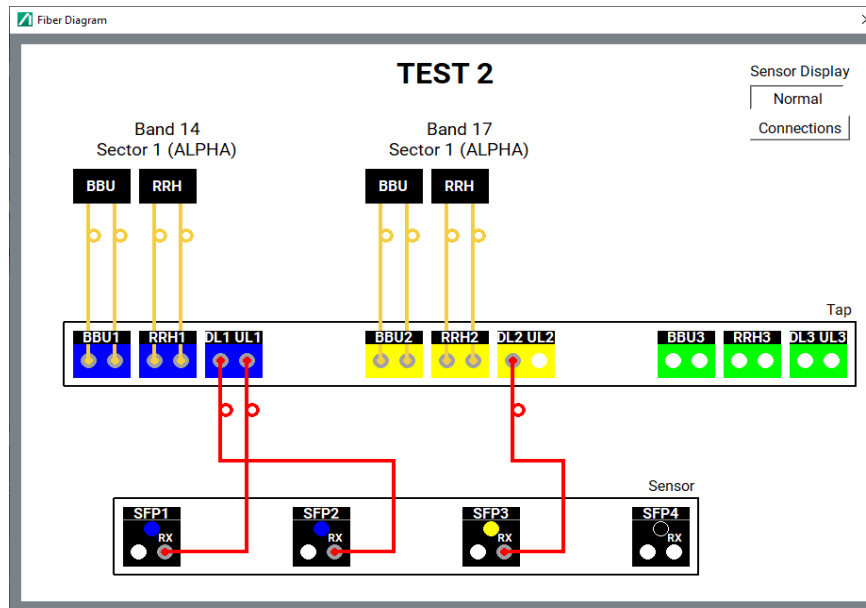 Fiber Diagram
TEST 2
Sensor Display
Normal
Connections
Band 14
Sector 1 (ALPHA)
Band 17
Sector 1 (ALPHA)
BBU
RRH
BBU
RRH
Tap
BBU1
RRH1
DL1 UL1
BBU2
RRH2
DL2 UL2
BBU3
RRH3
DL3 UL3
Sensor
SFP1
RX
SFP2
RX
SFP3
RX
SFP4
RX